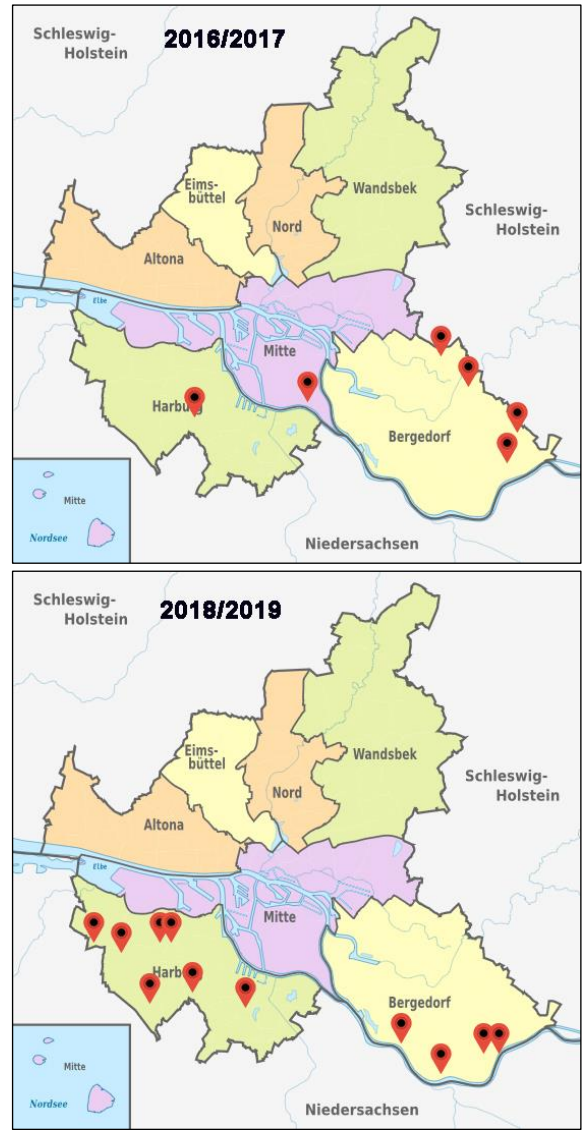 Schleswig-
Holstein
2016/2017
Eims-
büttel
Wandsbek
Schleswig-
Holstein
Nord
Altona
Elbe
Mitte
Harburg
Bergedorf
Mitte
Nordsee
Niedersachsen
Schleswig-
Holstein
2018/2019
Eims-
büttel
Wandsbek
Schleswig-
Holstein
Nord
Altona
Elbe
Mitte
Harburg
Bergedorf
Mitte
Nordsee
Niedersachsen